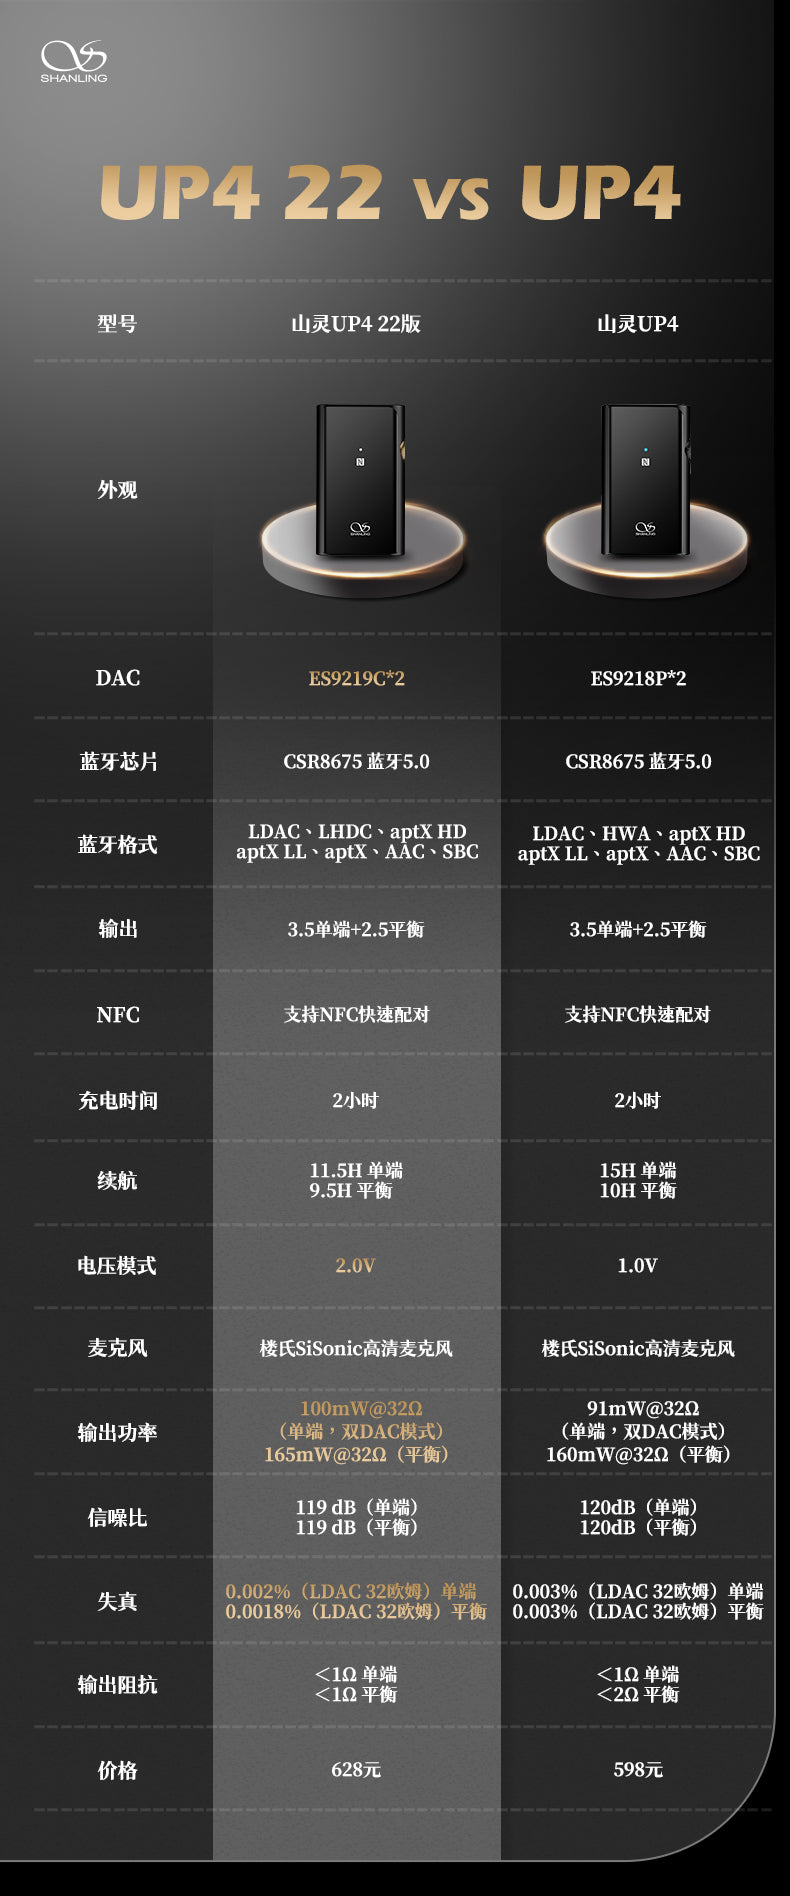 SHANLING
UP4 22 vs UP4
型号 山灵UP4 22版 山灵UP4
外观
N N
SHANLING SHANLING
DAC ES9219C*2 ES9218P*2
蓝牙芯片 CSR8675 蓝牙5.0 CSR8675 蓝牙5.0
蓝牙格式
LDAC、LHDC、aptX HD
aptX LL、aptX、AAC、SBC
LDAC、HWA、aptX HD
aptX LL、aptX、AAC、SBC
输出 3.5单端+2.5平衡 3.5单端+2.5平衡
NFC 支持NFC快速配对 支持NFC快速配对
充电时间 2小时 2小时
续航
11.5H 单端
9.5H 平衡
15H 单端
10H 平衡
电压模式 2.0V 1.0V
麦克风 楼氏SiSonic高清麦克风 楼氏SiSonic高清麦克风
输出功率
100mW@32Ω
（单端，双DAC模式）
165mW@32Ω（平衡）
91mW@32Ω
（单端，双DAC模式）
160mW@32Ω（平衡）
信噪比
119 dB（单端）
119 dB（平衡）
120dB（单端）
120dB（平衡）
失真
0.002%（LDAC 32欧姆）单端
0.0018%（LDAC 32欧姆）平衡
0.003%（LDAC 32欧姆）单端
0.003%（LDAC 32欧姆）平衡
输出阻抗
＜1Ω 单端
＜1Ω 平衡
＜1Ω 单端
＜2Ω 平衡
价格 628元 598元